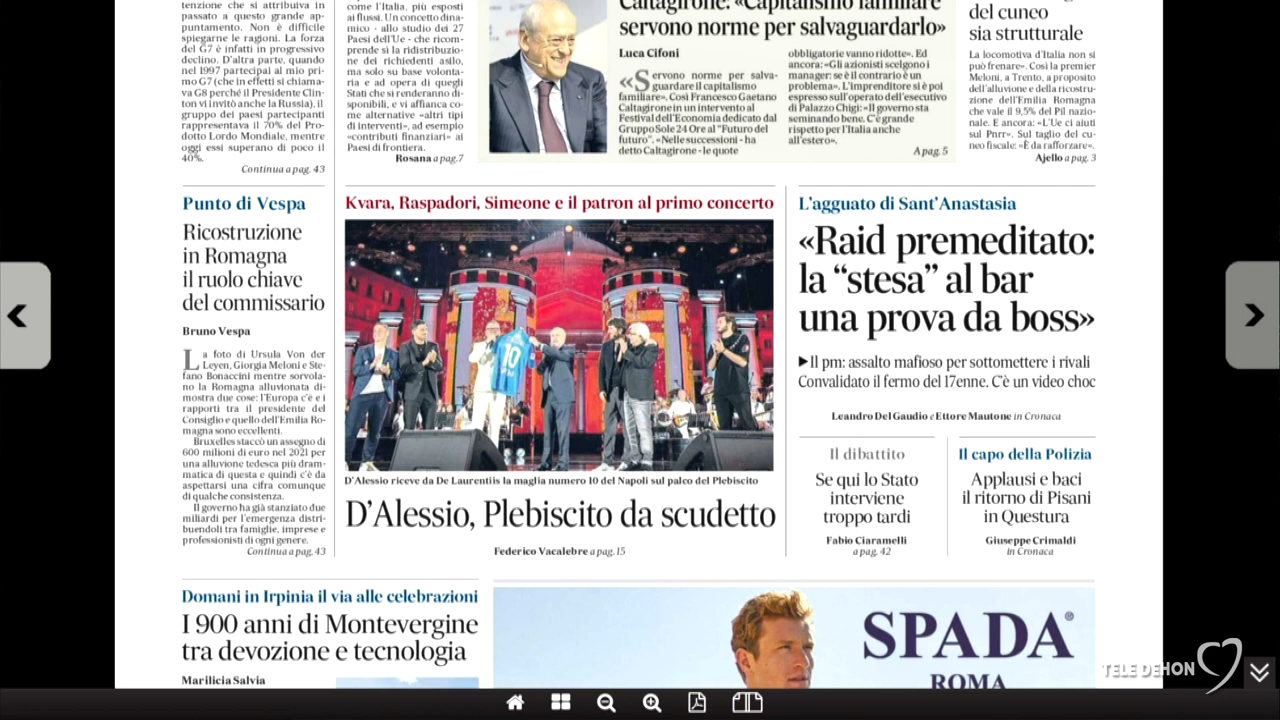 tenzione che si attribuiva in
passato a questo grande ap-
puntamento. Non è difficile
spiegarne le ragioni. La forza
del G7 è infatti in progressivo
declino. D'altra parte, quando
nel 1997 partecipai al mio pri-
mo G7 (che in effetti si chiama-
va G8 perché il Presidente Clin-
ton vi invitò anche la Russia), il
gruppo dei paesi partecipanti
rappresentava il 70% del Pro-
dotto Lordo Mondiale, mentre
oggi essi superano di poco il
40%.
Continua a pag. 43
come l'Italia, più esposti
ai flussi. Un concetto dina-
mico - allo studio dei 27
Paesi dell'Ue - che ricom-
prende sì la ridistribuzio-
ne dei richiedenti asilo,
ma solo su base volonta-
ria e ad opera di quegli
Stati che si renderanno di-
sponibili, e vi affianca co-
me alternative «altri tipi
di interventi», ad esempio
«contributi finanziari» ai
Paesi di frontiera.
Rosana a pag.7
Caltagirone: «Capitalismo familiare
servono norme per salvaguardarlo»
Luca Cifoni
«Servono norme per salva-
guardare il capitalismo
familiare». Così Francesco Gaetano
Caltagirone in un intervento al
Festival dell'Economia dedicato dal
Gruppo Sole 24 Ore al "Futuro del
futuro". «Nelle successioni - ha
detto Caltagirone - le quote
obbligatorie vanno ridotte». Ed
ancora: «Gli azionisti scelgono i
manager: se è il contrario è un
problema». L'imprenditore si è poi
espresso sull'operato dell'esecutivo
di Palazzo Chigi: «Il governo sta
seminando bene. C'è grande
rispetto per l'Italia anche
all'estero».
A pag. 5
del cuneo
sia strutturale
La locomotiva d'Italia non si
può frenare». Così la premier
Meloni, a Trento, a proposito
dell'alluvione e della ricostru-
zione dell'Emilia Romagna
che vale il 9,5% del Pil nazio-
nale. E ancora: «L'Ue ci aiuti
sul Pnrr». Sul taglio del cu-
neo fiscale: «È da rafforzare».
Ajello a pag. 3
Punto di Vespa
Ricostruzione
in Romagna
il ruolo chiave
del commissario
Bruno Vespa
La foto di Ursula Von der
Leyen, Giorgia Meloni e Ste-
fano Bonaccini mentre sorvola-
no la Romagna alluvionata di-
mostra due cose: l'Europa c'è e i
rapporti tra il presidente del
Consiglio e quello dell'Emilia Ro-
magna sono eccellenti.
Bruxelles staccò un assegno di
600 milioni di euro nel 2021 per
una alluvione tedesca più dram-
matica di questa e quindi c'è da
aspettarsi una cifra comunque
di qualche consistenza.
Il governo ha già stanziato due
miliardi per l'emergenza distri-
buendoli tra famiglie, imprese e
professionisti di ogni genere.
Continua a pag. 43
Kvara, Raspadori, Simeone e il patron al primo concerto
10
D'Alessio riceve da De Laurentiis la maglia numero 10 del Napoli sul palco del Plebiscito
D'Alessio, Plebiscito da scudetto
Federico Vacalebre a pag. 15
L'agguato di Sant'Anastasia
«Raid premeditato:
la “stesa” al bar
una prova da boss»
Il pm: assalto mafioso per sottomettere i rivali
Convalidato il fermo del 17enne. C'è un video choc
Leandro Del Gaudio e Ettore Mautone in Cronaca
Il dibattito
Se qui lo Stato
interviene
troppo tardi
Fabio Ciaramelli
a pag. 42
Il capo della Polizia
Applausi e baci
il ritorno di Pisani
in Questura
Giuseppe Crimaldi
in Cronaca
Domani in Irpinia il via alle celebrazioni
I 900 anni di Montevergine
tra devozione e tecnologia
Marilicia Salvia
SPADA®
ROMA
TELE DEHON